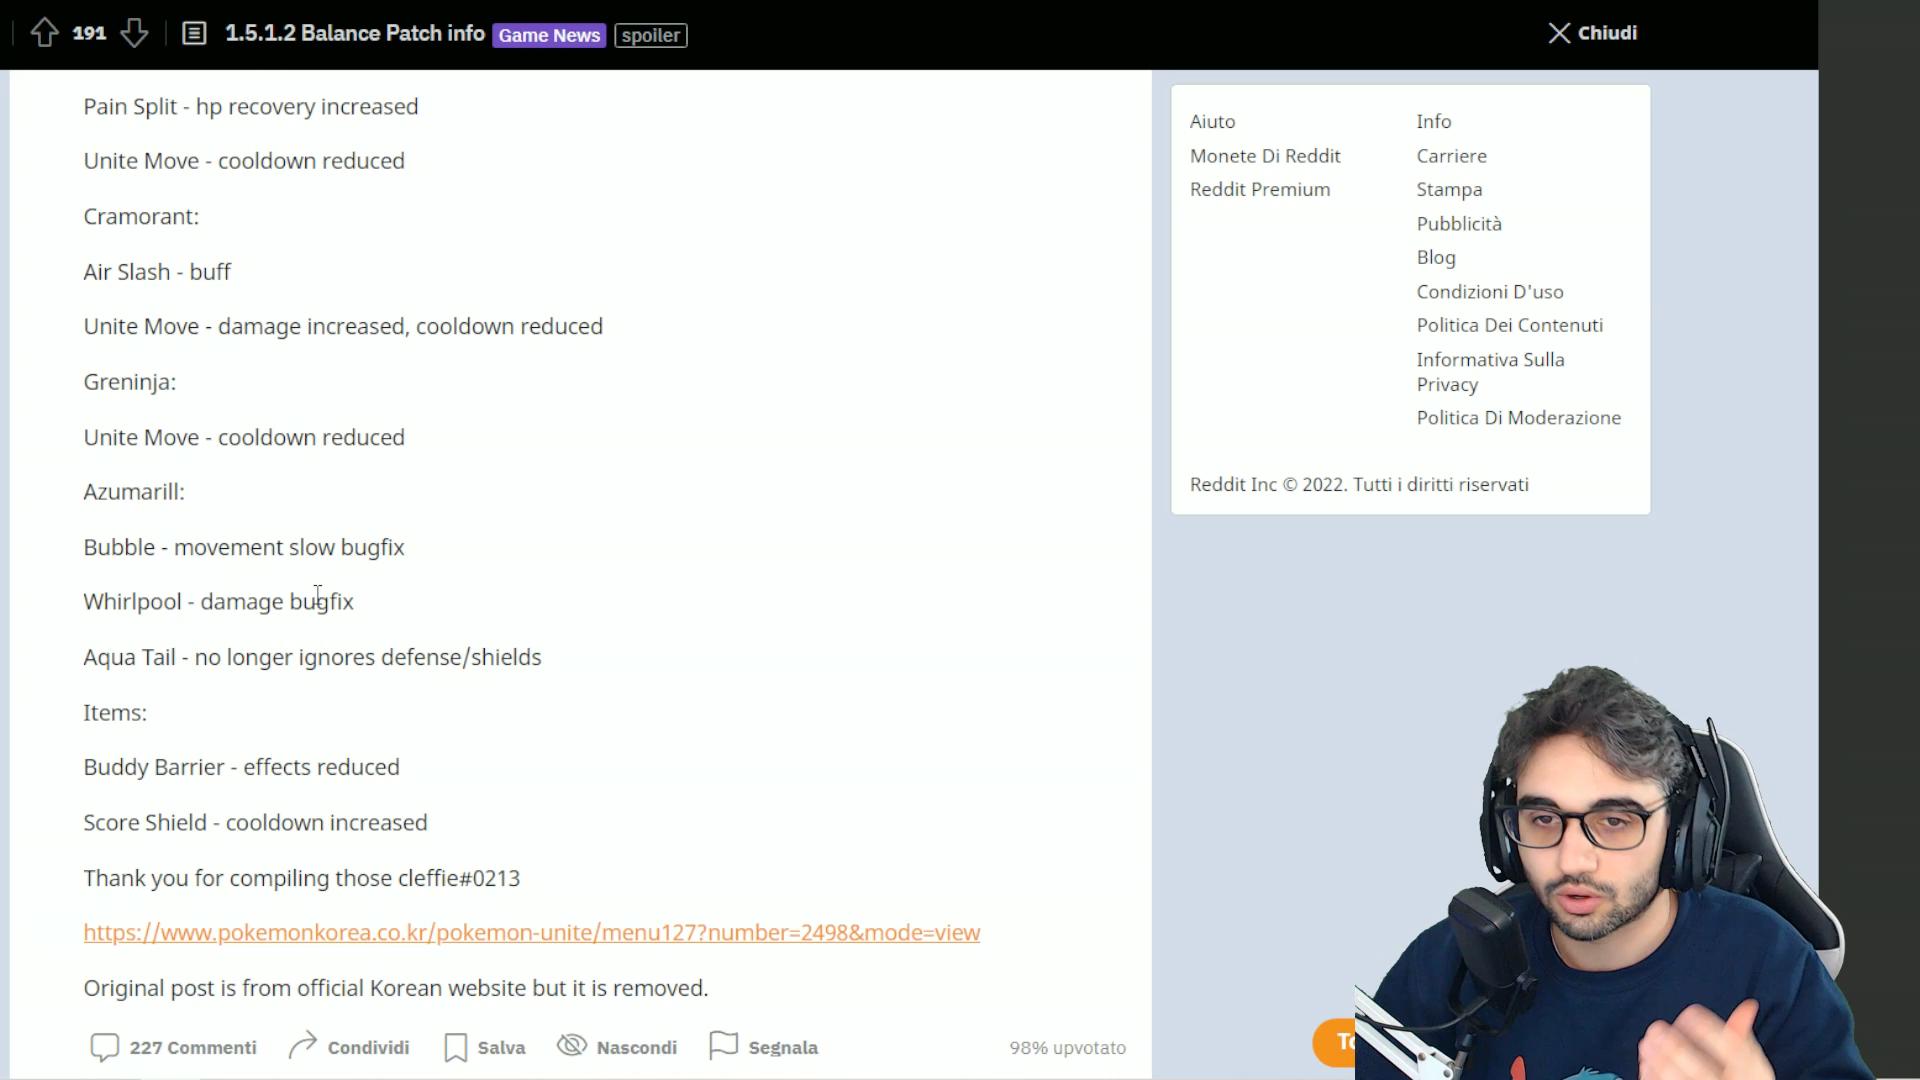 191
1.5.1.2 Balance Patch info Game News spoiler
Chiudi
Pain Split - hp recovery increased
Unite Move - cooldown reduced
Cramorant:
Air Slash - buff
Unite Move - damage increased, cooldown reduced
Greninja:
Unite Move - cooldown reduced
Azumarill:
Bubble - movement slow bugfix
Whirlpool - damage bugfix
Aqua Tail - no longer ignores defense/shields
Items:
Buddy Barrier - effects reduced
Score Shield - cooldown increased
Thank you for compiling those cleffie#0213
https://www.pokemonkorea.co.kr/pokemon-unite/menu127?number=2498&mode=view
Original post is from official Korean website but it is removed.
227 Commenti Condividi Salva Nascondi Segnala 98% upvotato
Aiuto
Monete Di Reddit
Reddit Premium
Info
Carriere
Stampa
Pubblicità
Blog
Condizioni D'uso
Politica Dei Contenuti
Informativa Sulla
Privacy
Politica Di Moderazione
Reddit Inc © 2022. Tutti i diritti riservati